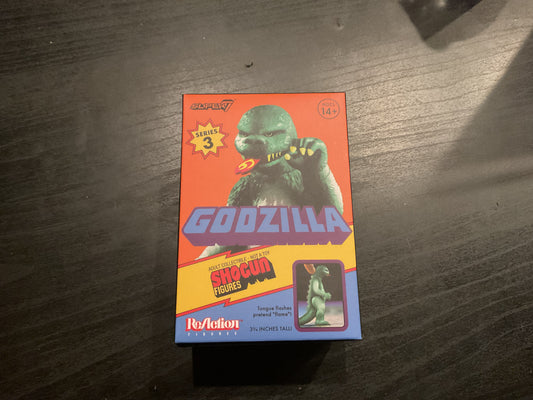 SUPER7
AGES
14+
SERIES
3
GODZILLA
ADULT COLLECTIBLE - NOT A TOY
SHOGUN
FIGURES
Tongue flashes
pretend "flame"!
3¾ INCHES TALL!
ReAction
FIGURES